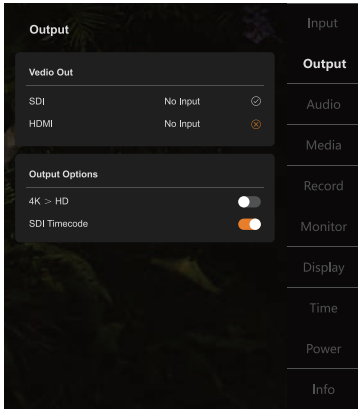 Output
Vedio Out
SDI No Input
HDMI No Input
Output Options
4K > HD
SDI Timecode
Input
Output
Audio
Media
Record
Monitor
Display
Time
Power
Info